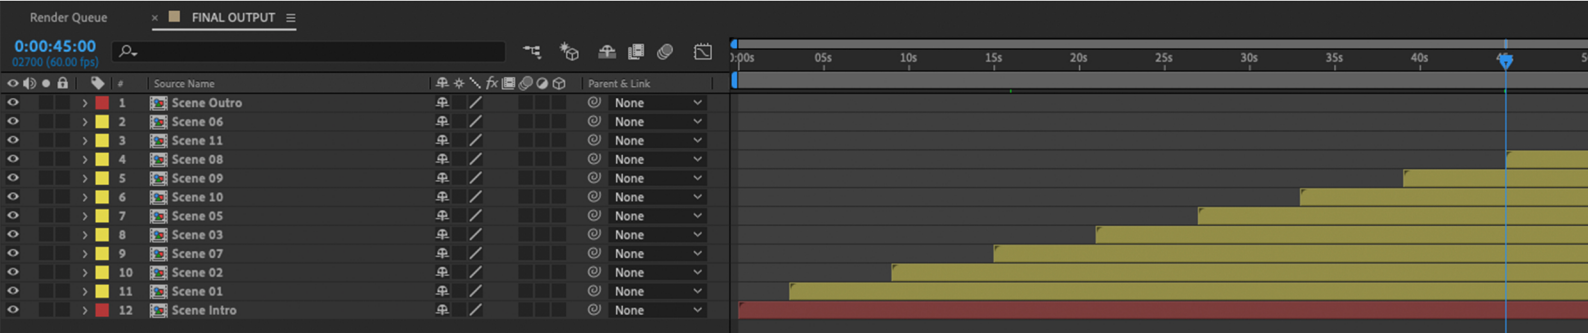 Render Queue × FINAL OUTPUT
0:00:45:00
02700 (60.00 fps)
0:00s 05s 10s 15s 20s 25s 30s 35s 40s
# Source Name fx Parent & Link
1 Scene Outro None
2 Scene 06 None
3 Scene 11 None
4 Scene 08 None
5 Scene 09 None
6 Scene 10 None
7 Scene 05 None
8 Scene 03 None
9 Scene 07 None
10 Scene 02 None
11 Scene 01 None
12 Scene Intro None